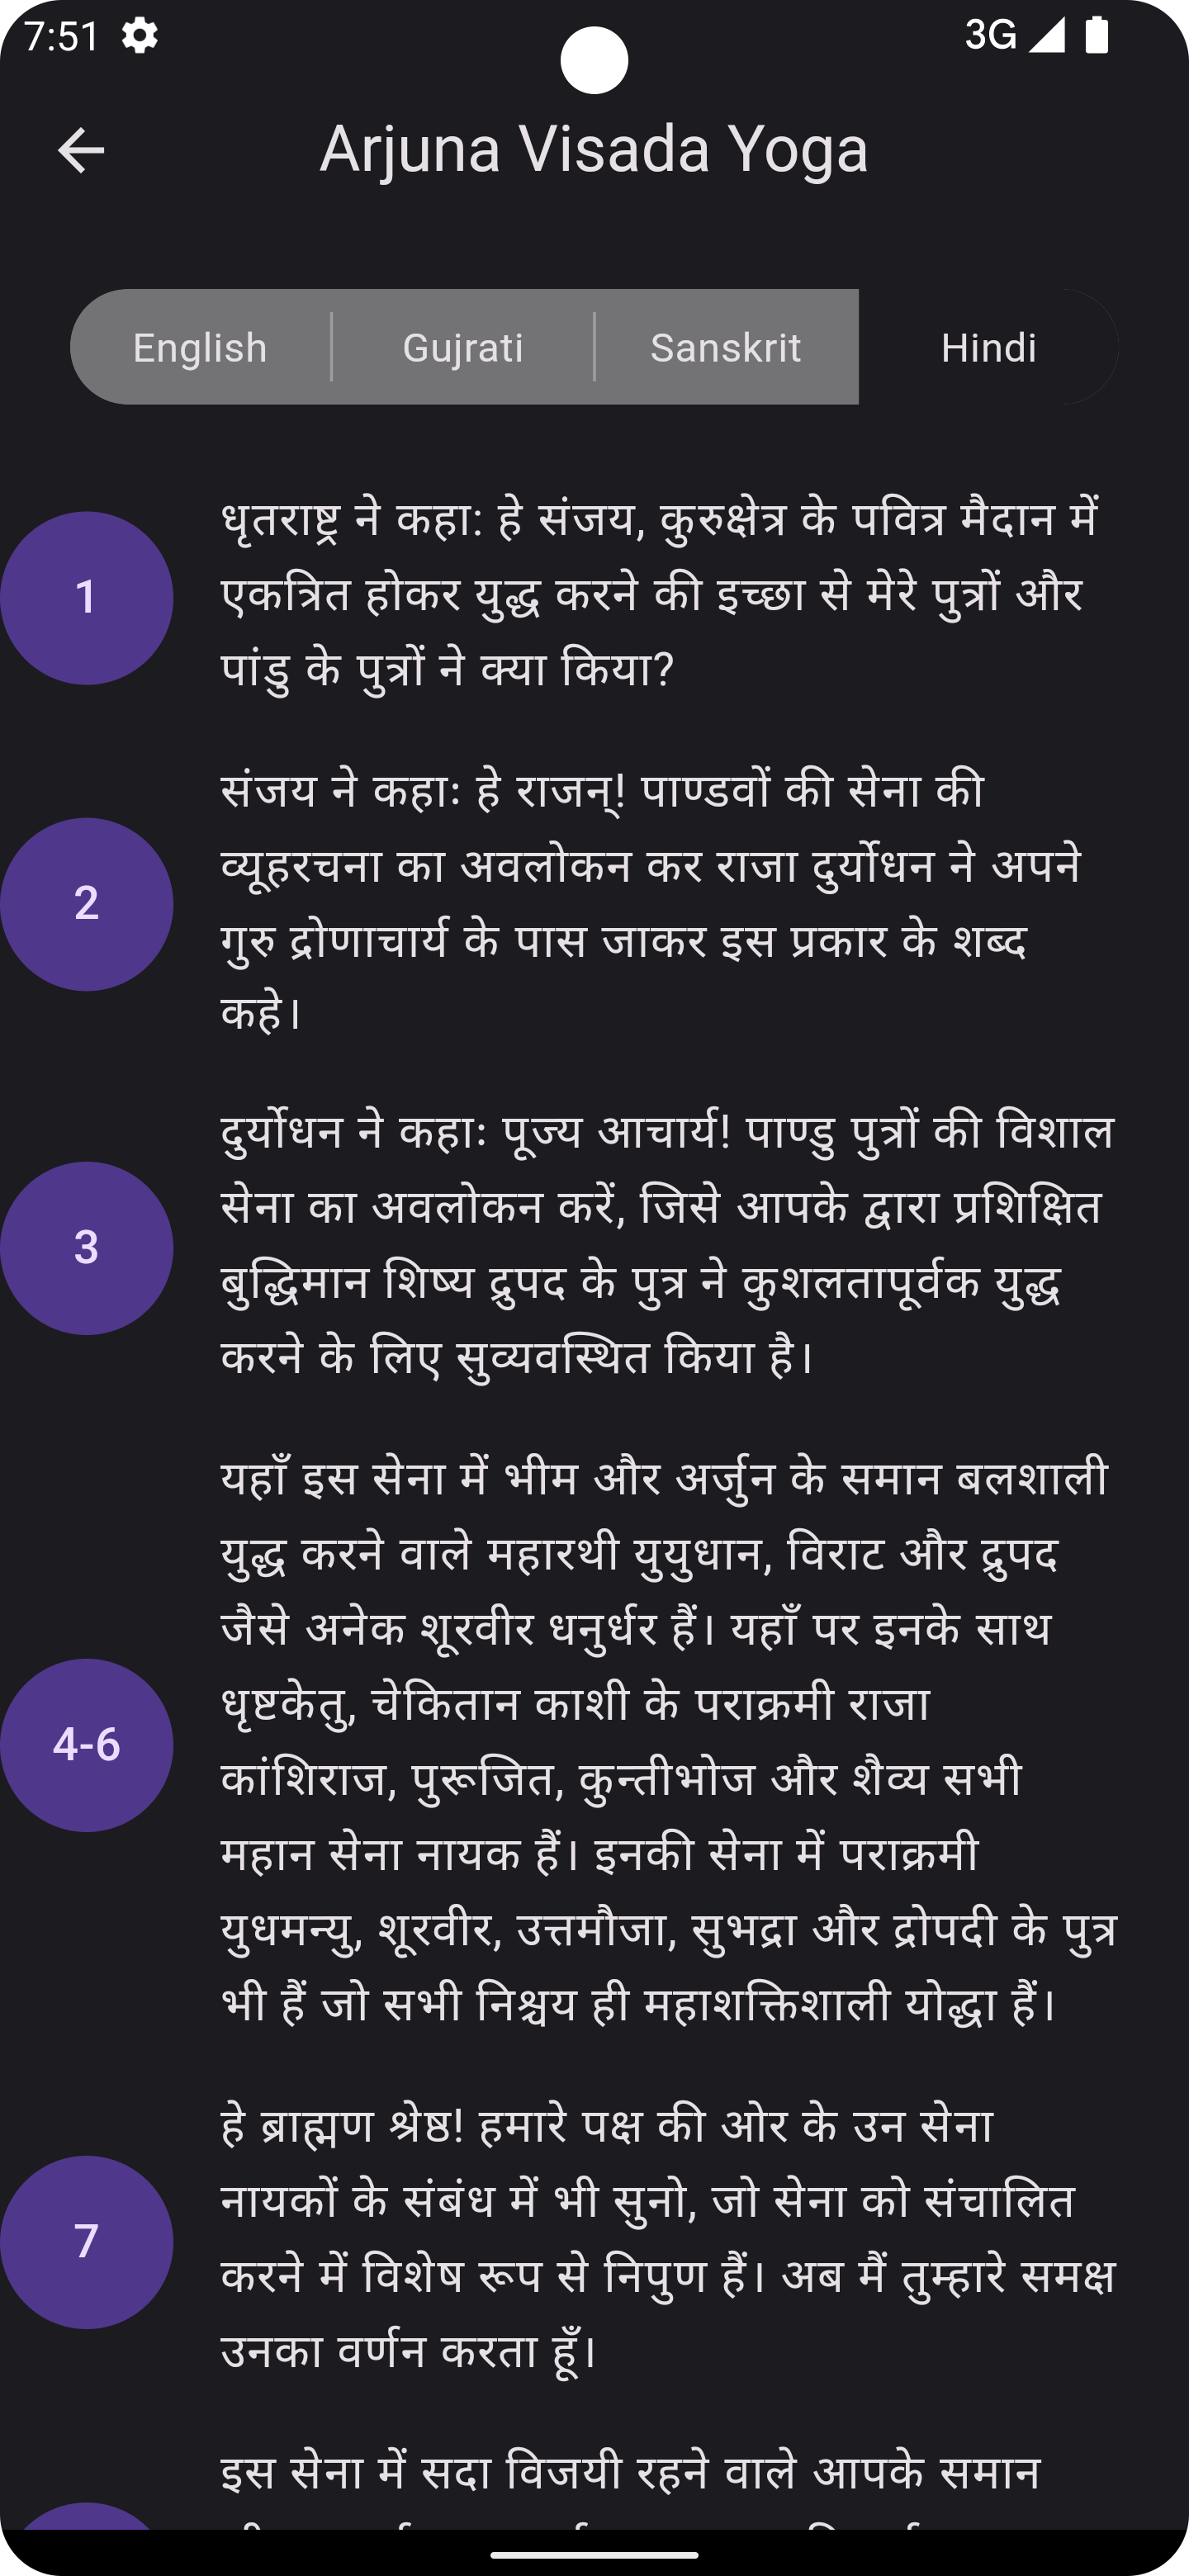 7:51
3G
Arjuna Visada Yoga
English
Gujrati
Sanskrit
Hindi
1
धृतराष्ट्र ने कहा: हे संजय, कुरुक्षेत्र के पवित्र मैदान में
एकत्रित होकर युद्ध करने की इच्छा से मेरे पुत्रों और
पांडु के पुत्रों ने क्या किया?
2
संजय ने कहाः हे राजन्! पाण्डवों की सेना की
व्यूहरचना का अवलोकन कर राजा दुर्योधन ने अपने
गुरु द्रोणाचार्य के पास जाकर इस प्रकार के शब्द
कहे।
3
दुर्योधन ने कहाः पूज्य आचार्य! पाण्डु पुत्रों की विशाल
सेना का अवलोकन करें, जिसे आपके द्वारा प्रशिक्षित
बुद्धिमान शिष्य द्रुपद के पुत्र ने कुशलतापूर्वक युद्ध
करने के लिए सुव्यवस्थित किया है।
4-6
यहाँ इस सेना में भीम और अर्जुन के समान बलशाली
युद्ध करने वाले महारथी युयुधान, विराट और द्रुपद
जैसे अनेक शूरवीर धनुर्धर हैं। यहाँ पर इनके साथ
धृष्टकेतु, चेकितान काशी के पराक्रमी राजा
कांशिराज, पुरूजित, कुन्तीभोज और शैव्य सभी
महान सेना नायक हैं। इनकी सेना में पराक्रमी
युधमन्यु, शूरवीर, उत्तमौजा, सुभद्रा और द्रोपदी के पुत्र
भी हैं जो सभी निश्चय ही महाशक्तिशाली योद्धा हैं।
7
हे ब्राह्मण श्रेष्ठ! हमारे पक्ष की ओर के उन सेना
नायकों के संबंध में भी सुनो, जो सेना को संचालित
करने में विशेष रूप से निपुण हैं। अब मैं तुम्हारे समक्ष
उनका वर्णन करता हूँ।
इस सेना में सदा विजयी रहने वाले आपके समान